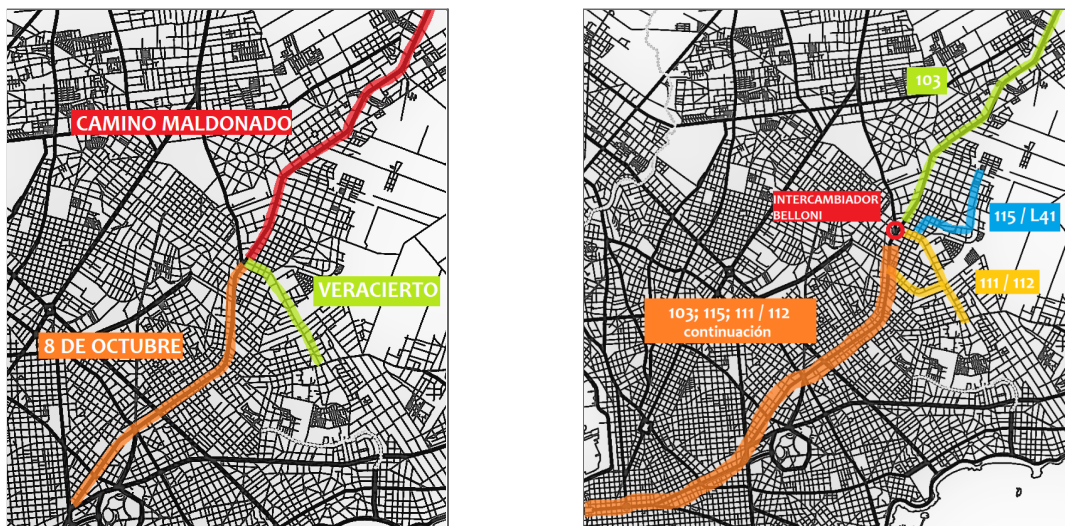 CAMINO MALDONADO
VERACIERTO
8 DE OCTUBRE
103
INTERCAMBIADOR
BELLONI
115 / L41
111 / 112
103; 115; 111 / 112
continuación